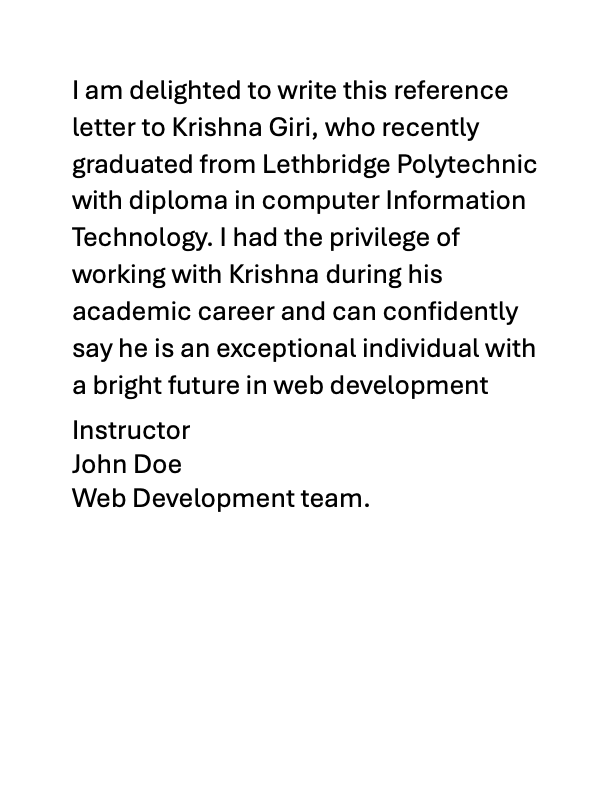 I am delighted to write this reference
letter to Krishna Giri, who recently
graduated from Lethbridge Polytechnic
with diploma in computer Information
Technology. I had the privilege of
working with Krishna during his
academic career and can confidently
say he is an exceptional individual with
a bright future in web development
Instructor
John Doe
Web Development team.